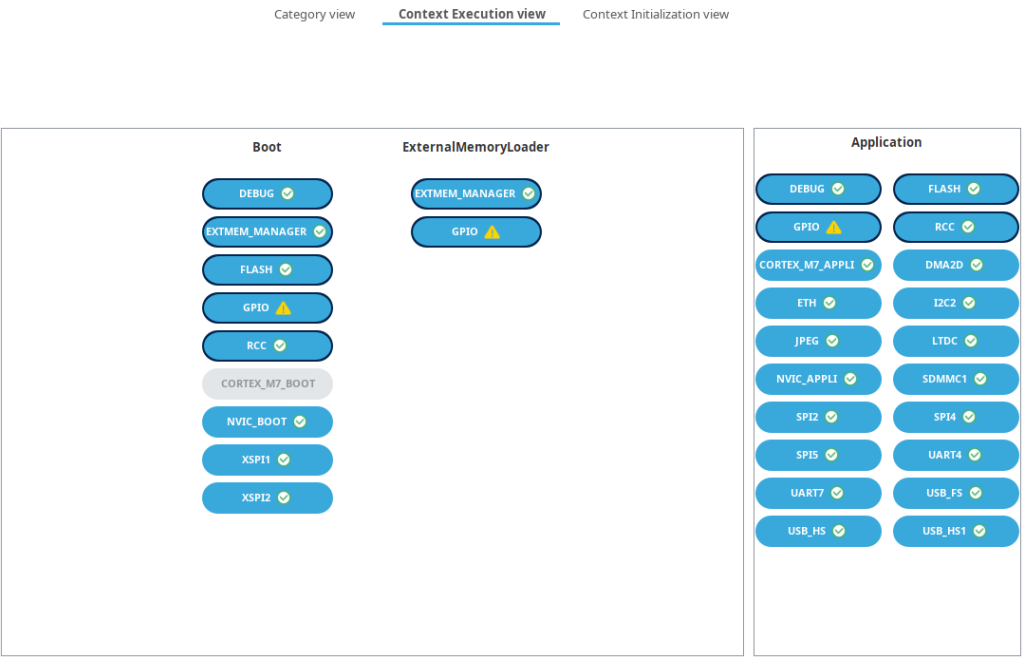 Category view
Context Execution view
Context Initialization view
Boot
DEBUG
EXTMEM_MANAGER
FLASH
GPIO
RCC
CORTEX_M7_BOOT
NVIC_BOOT
XSPI1
XSPI2
ExternalMemoryLoader
EXTMEM_MANAGER
GPIO
Application
DEBUG
FLASH
GPIO
RCC
CORTEX_M7_APPLI
DMA2D
ETH
I2C2
JPEG
LTDC
NVIC_APPLI
SDMMC1
SPI2
SPI4
SPI5
UART4
UART7
USB_FS
USB_HS
USB_HS1